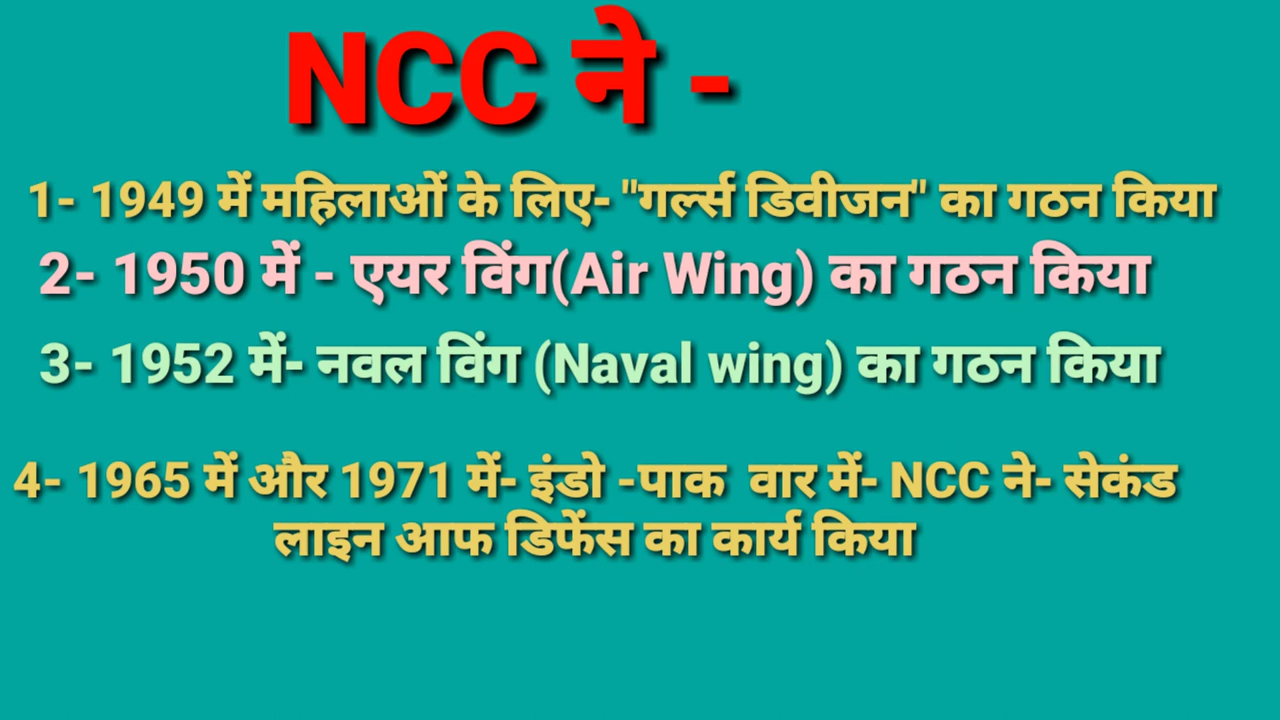 NCC ने -
1- 1949 में महिलाओं के लिए- "गर्ल्स डिवीजन" का गठन किया
2- 1950 में - एयर विंग(Air Wing) का गठन किया
3- 1952 में- नवल विंग (Naval wing) का गठन किया
4- 1965 में और 1971 में- इंडो -पाक वार में- NCC ने- सेकंड
लाइन आफ डिफेंस का कार्य किया